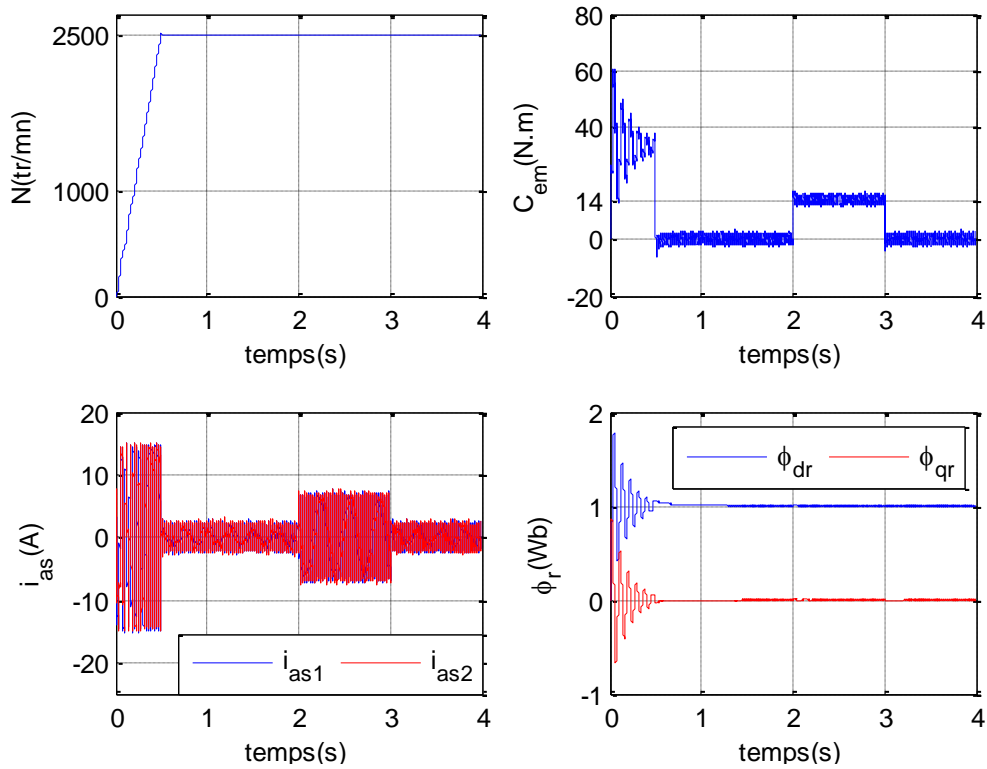 2500
1000
0
N(tr/mn)
0 1 2 3 4
temps(s)
80
60
40
14
0
-20
C_em(N.m)
0 1 2 3 4
temps(s)
20
10
0
-10
-20
i_as(A)
i_as1 i_as2
0 1 2 3 4
temps(s)
2
1
0
-1
ϕ_r(Wb)
ϕ_dr ϕ_qr
0 1 2 3 4
temps(s)